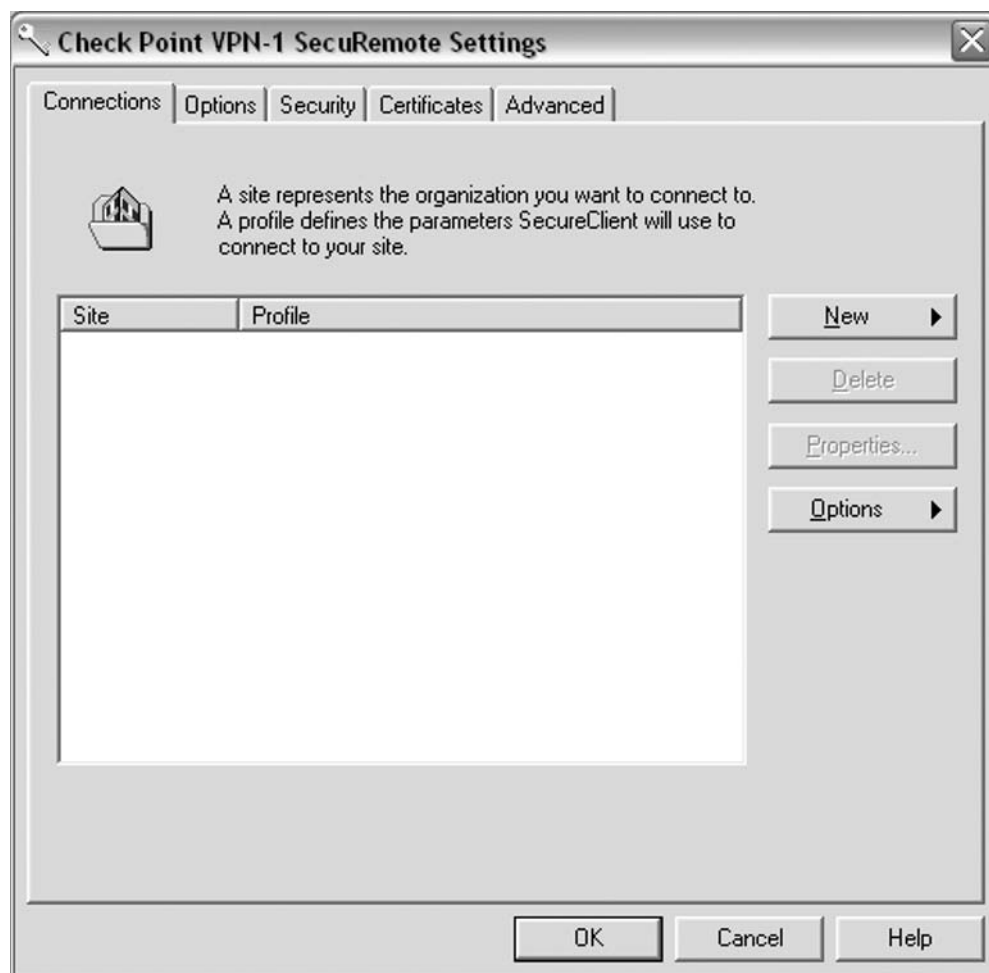 Check Point VPN-1 SecuRemote Settings
Connections Options Security Certificates Advanced
A site represents the organization you want to connect to.
A profile defines the parameters SecureClient will use to
connect to your site.
Site Profile
New
Delete
Properties...
Options
OK Cancel Help